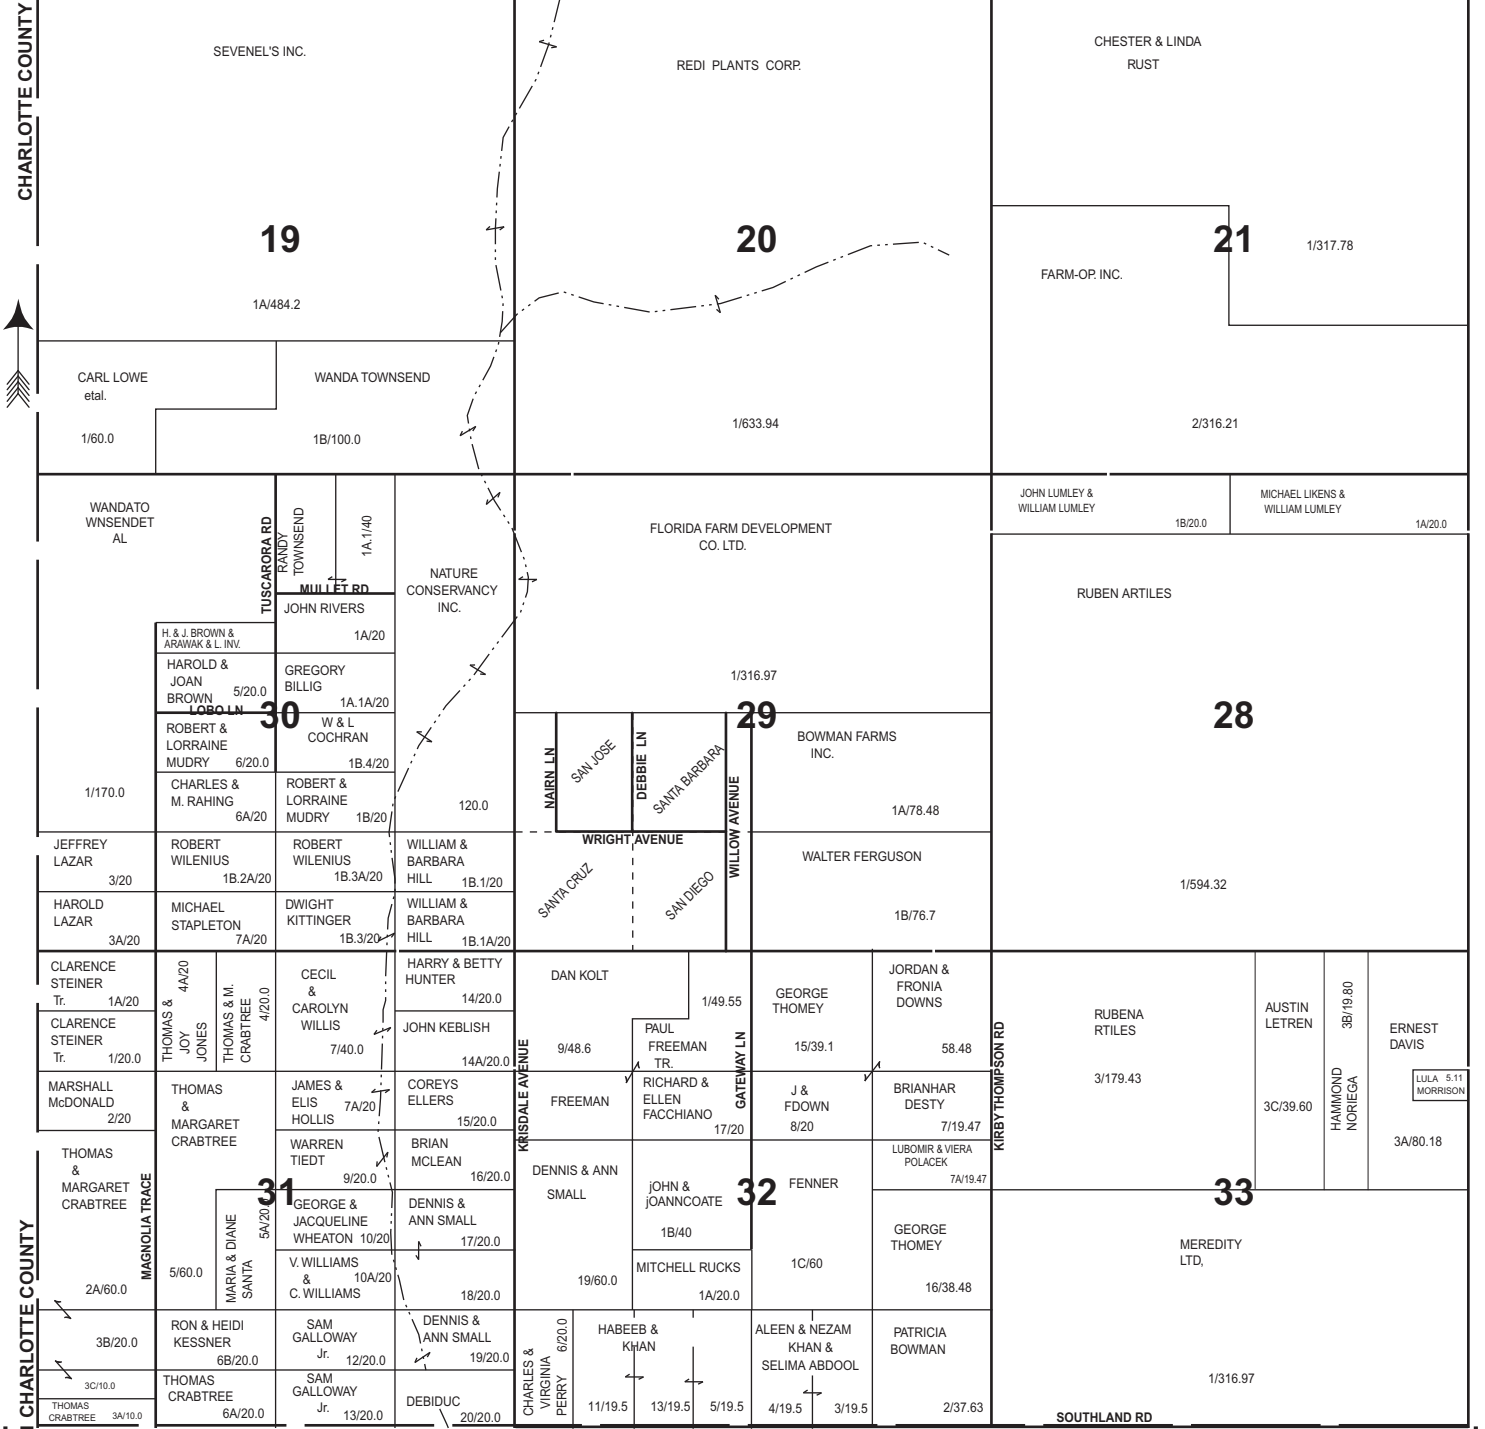 CHARLOTTE COUNTY
SEVENEL'S INC.
REDI PLANTS CORP.
CHESTER & LINDA
RUST
19
20
21
1/317.78
FARM-OP. INC.
1A/484.2
CARL LOWE
etal.
1/60.0
WANDA TOWNSEND
1B/100.0
1/633.94
2/316.21
WANDATO
WNSENDET
AL
1/170.0
TUSCARORA RD
RANDY
TOWNSEND
1A.1/40
MULLET RD
JOHN RIVERS
1A/20
NATURE
CONSERVANCY
INC.
120.0
H. & J. BROWN &
ARAWAK & L. INV.
HAROLD &
JOAN
BROWN 5/20.0
LOBO LN
GREGORY
BILLIG
1A.1A/20
30
ROBERT &
LORRAINE
MUDRY 6/20.0
W & L
COCHRAN
1B.4/20
CHARLES &
M. RAHING
6A/20
ROBERT &
LORRAINE
MUDRY 1B/20
JEFFREY
LAZAR
3/20
ROBERT
WILENIUS
1B.2A/20
ROBERT
WILENIUS
1B.3A/20
WILLIAM &
BARBARA
HILL 1B.1/20
HAROLD
LAZAR
3A/20
MICHAEL
STAPLETON
7A/20
DWIGHT
KITTINGER
1B.3/20
WILLIAM &
BARBARA
HILL 1B.1A/20
FLORIDA FARM DEVELOPMENT
CO. LTD.
1/316.97
29
NAIRN LN
SAN JOSE
DEBBIE LN
SANTA BARBARA
WILLOW AVENUE
WRIGHT AVENUE
SANTA CRUZ
SAN DIEGO
BOWMAN FARMS
INC.
1A/78.48
WALTER FERGUSON
1B/76.7
JOHN LUMLEY &
WILLIAM LUMLEY
1B/20.0
MICHAEL LIKENS &
WILLIAM LUMLEY
1A/20.0
RUBEN ARTILES
28
1/594.32
CLARENCE
STEINER
Tr. 1A/20
CLARENCE
STEINER
Tr. 1/20.0
THOMAS &
JOY
JONES
4A/20
THOMAS & M.
CRABTREE
4/20.0
CECIL
&
CAROLYN
WILLIS
7/40.0
HARRY & BETTY
HUNTER
14/20.0
JOHN KEBLISH
14A/20.0
MARSHALL
McDONALD
2/20
THOMAS
&
MARGARET
CRABTREE
5/60.0
JAMES &
ELIS
HOLLIS
7A/20
COREYS
ELLERS
15/20.0
THOMAS
&
MARGARET
CRABTREE
2A/60.0
MAGNOLIA TRACE
WARREN
TIEDT
9/20.0
BRIAN
MCLEAN
16/20.0
31
MARIA & DIANE
SANTA
5A/20.0
GEORGE &
JACQUELINE
WHEATON 10/20
DENNIS &
ANN SMALL
17/20.0
V. WILLIAMS
&
C. WILLIAMS
10A/20
18/20.0
3B/20.0
RON & HEIDI
KESSNER
6B/20.0
SAM
GALLOWAY
Jr. 12/20.0
DENNIS &
ANN SMALL
19/20.0
3C/10.0
THOMAS
CRABTREE 3A/10.0
THOMAS
CRABTREE
6A/20.0
SAM
GALLOWAY
Jr. 13/20.0
DEBIDUC
20/20.0
CHARLOTTE COUNTY
KRISDALE AVENUE
DAN KOLT
9/48.6
1/49.55
PAUL
FREEMAN
TR.
GATEWAY LN
GEORGE
THOMEY
15/39.1
JORDAN &
FRONIA
DOWNS
58.48
FREEMAN
RICHARD &
ELLEN
FACCHIANO
17/20
J &
FDOWN
8/20
BRIANHAR
DESTY
7/19.47
DENNIS & ANN
SMALL
19/60.0
jOHN &
jOANNCOATE
1B/40
32
FENNER
1C/60
LUBOMIR & VIERA
POLACEK
7A/19.47
GEORGE
THOMEY
16/38.48
MITCHELL RUCKS
1A/20.0
CHARLES &
VIRGINIA
PERRY
6/20.0
HABEEB &
KHAN
11/19.5
13/19.5
5/19.5
ALEEN & NEZAM
KHAN &
SELIMA ABDOOL
4/19.5
3/19.5
PATRICIA
BOWMAN
2/37.63
KIRBY THOMPSON RD
RUBENA
RTILES
3/179.43
AUSTIN
LETREN
3C/39.60
HAMMOND
NORIEGA
3B/19.80
ERNEST
DAVIS
LULA 5.11
MORRISON
3A/80.18
33
MEREDITY
LTD,
1/316.97
SOUTHLAND RD